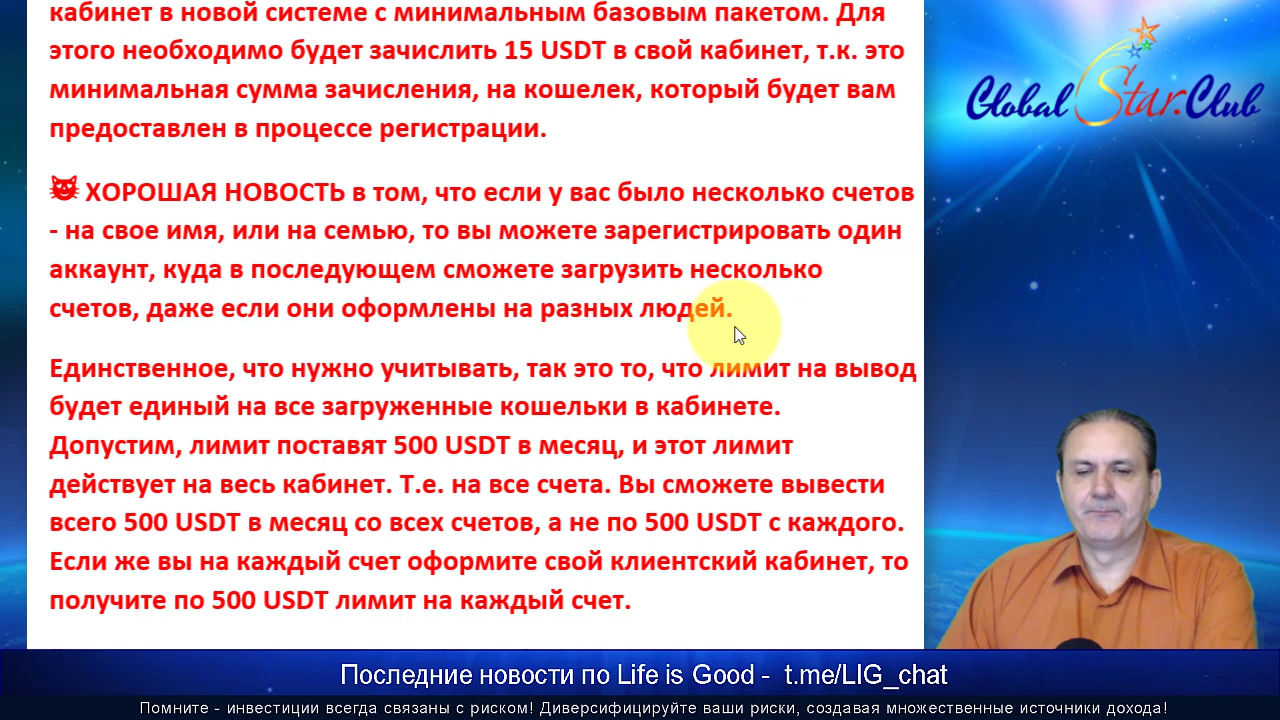 кабинет в новой системе с минимальным базовым пакетом. Для
этого необходимо будет зачислить 15 USDT в свой кабинет, т.к. это
минимальная сумма зачисления, на кошелек, который будет вам
предоставлен в процессе регистрации.
ХОРОШАЯ НОВОСТЬ в том, что если у вас было несколько счетов
- на свое имя, или на семью, то вы можете зарегистрировать один
аккаунт, куда в последующем сможете загрузить несколько
счетов, даже если они оформлены на разных людей.
Единственное, что нужно учитывать, так это то, что лимит на вывод
будет единый на все загруженные кошельки в кабинете.
Допустим, лимит поставят 500 USDT в месяц, и этот лимит
действует на весь кабинет. Т.е. на все счета. Вы сможете вывести
всего 500 USDT в месяц со всех счетов, а не по 500 USDT с каждого.
Если же вы на каждый счет оформите свой клиентский кабинет, то
получите по 500 USDT лимит на каждый счет.
Global Star.Club
Последние новости по Life is Good - t.me/LIG_chat
Помните - инвестиции всегда связаны с риском! Диверсифицируйте ваши риски, создавая множественные источники дохода!